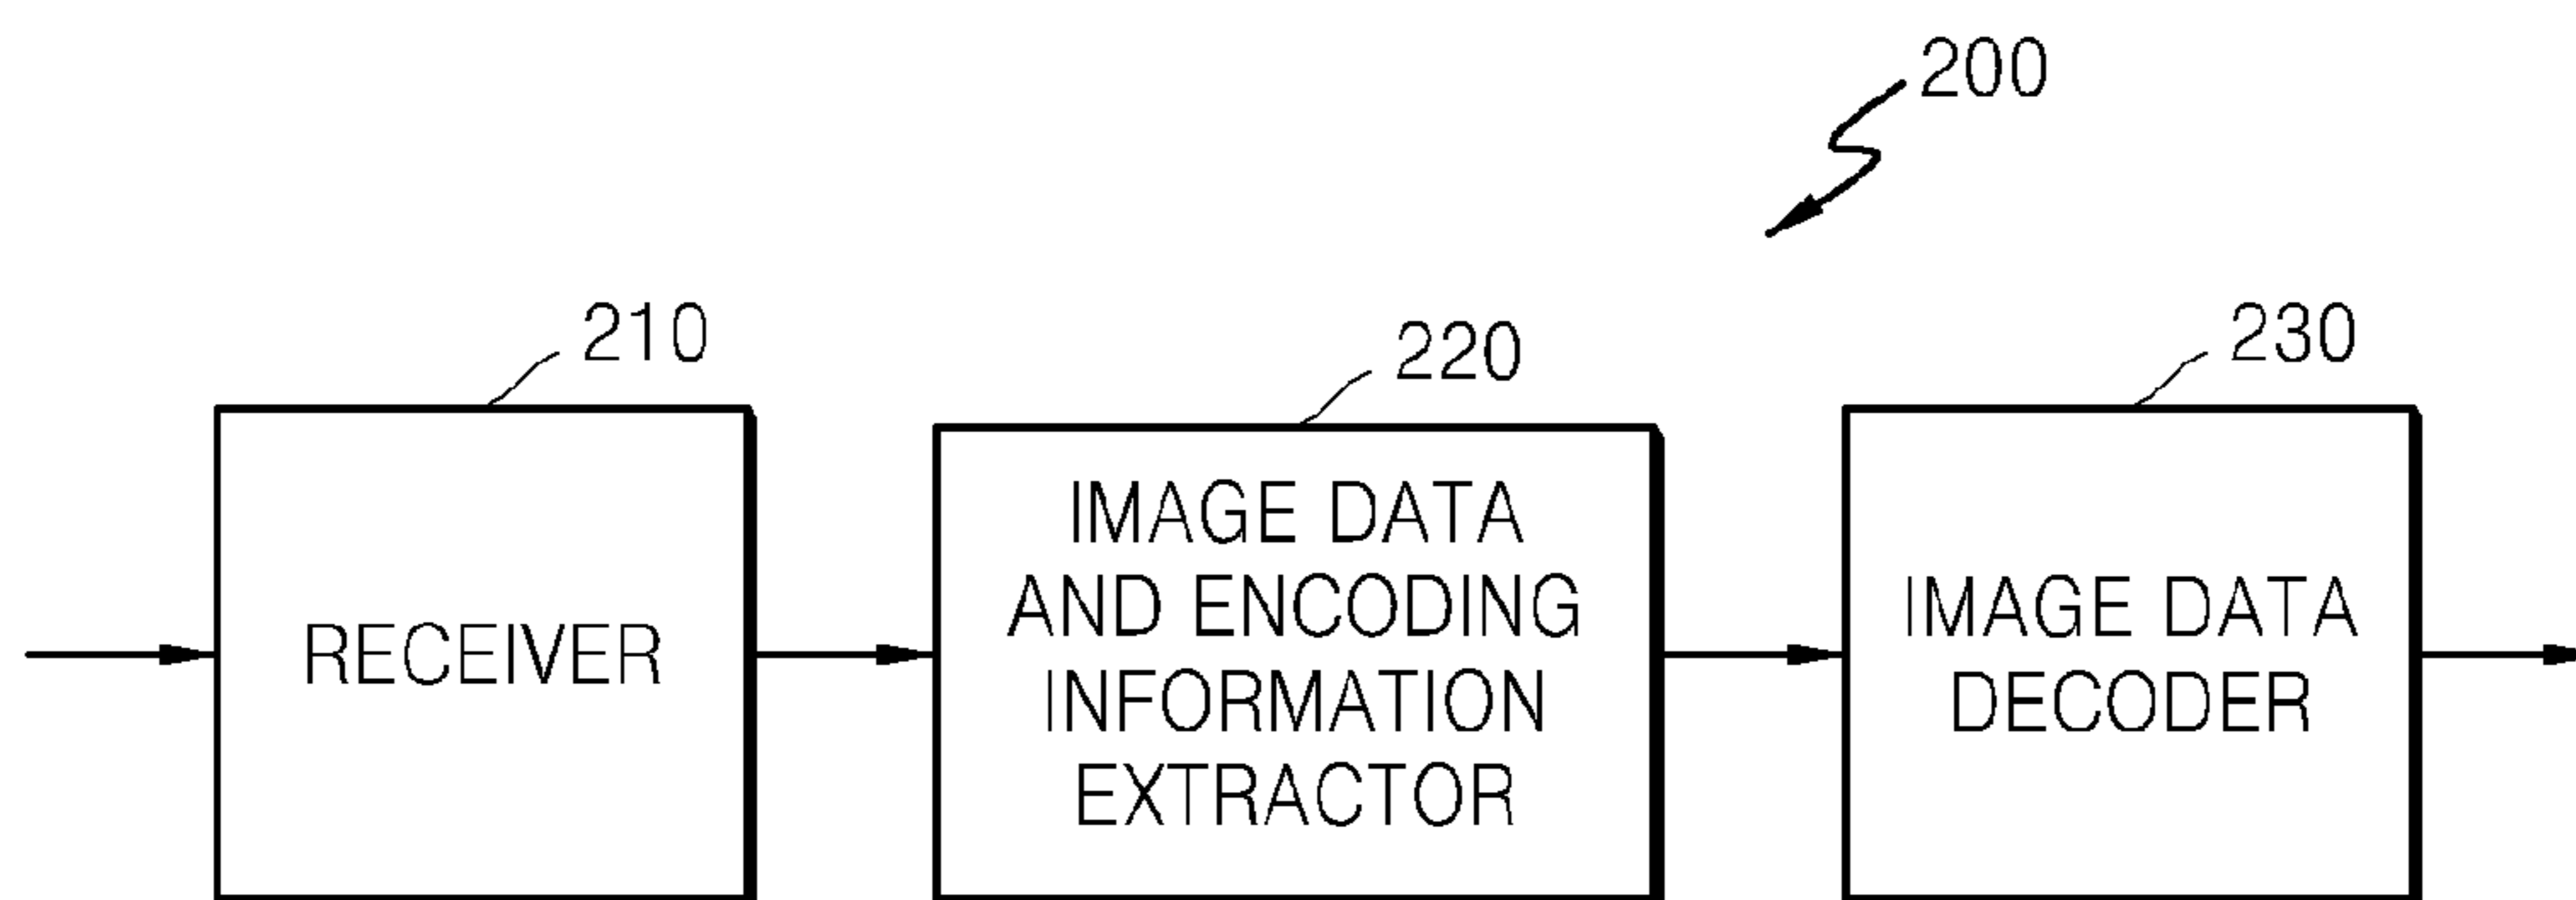 200
210
220
230
RECEIVER
IMAGE DATA
AND ENCODING
INFORMATION
EXTRACTOR
IMAGE DATA
DECODER